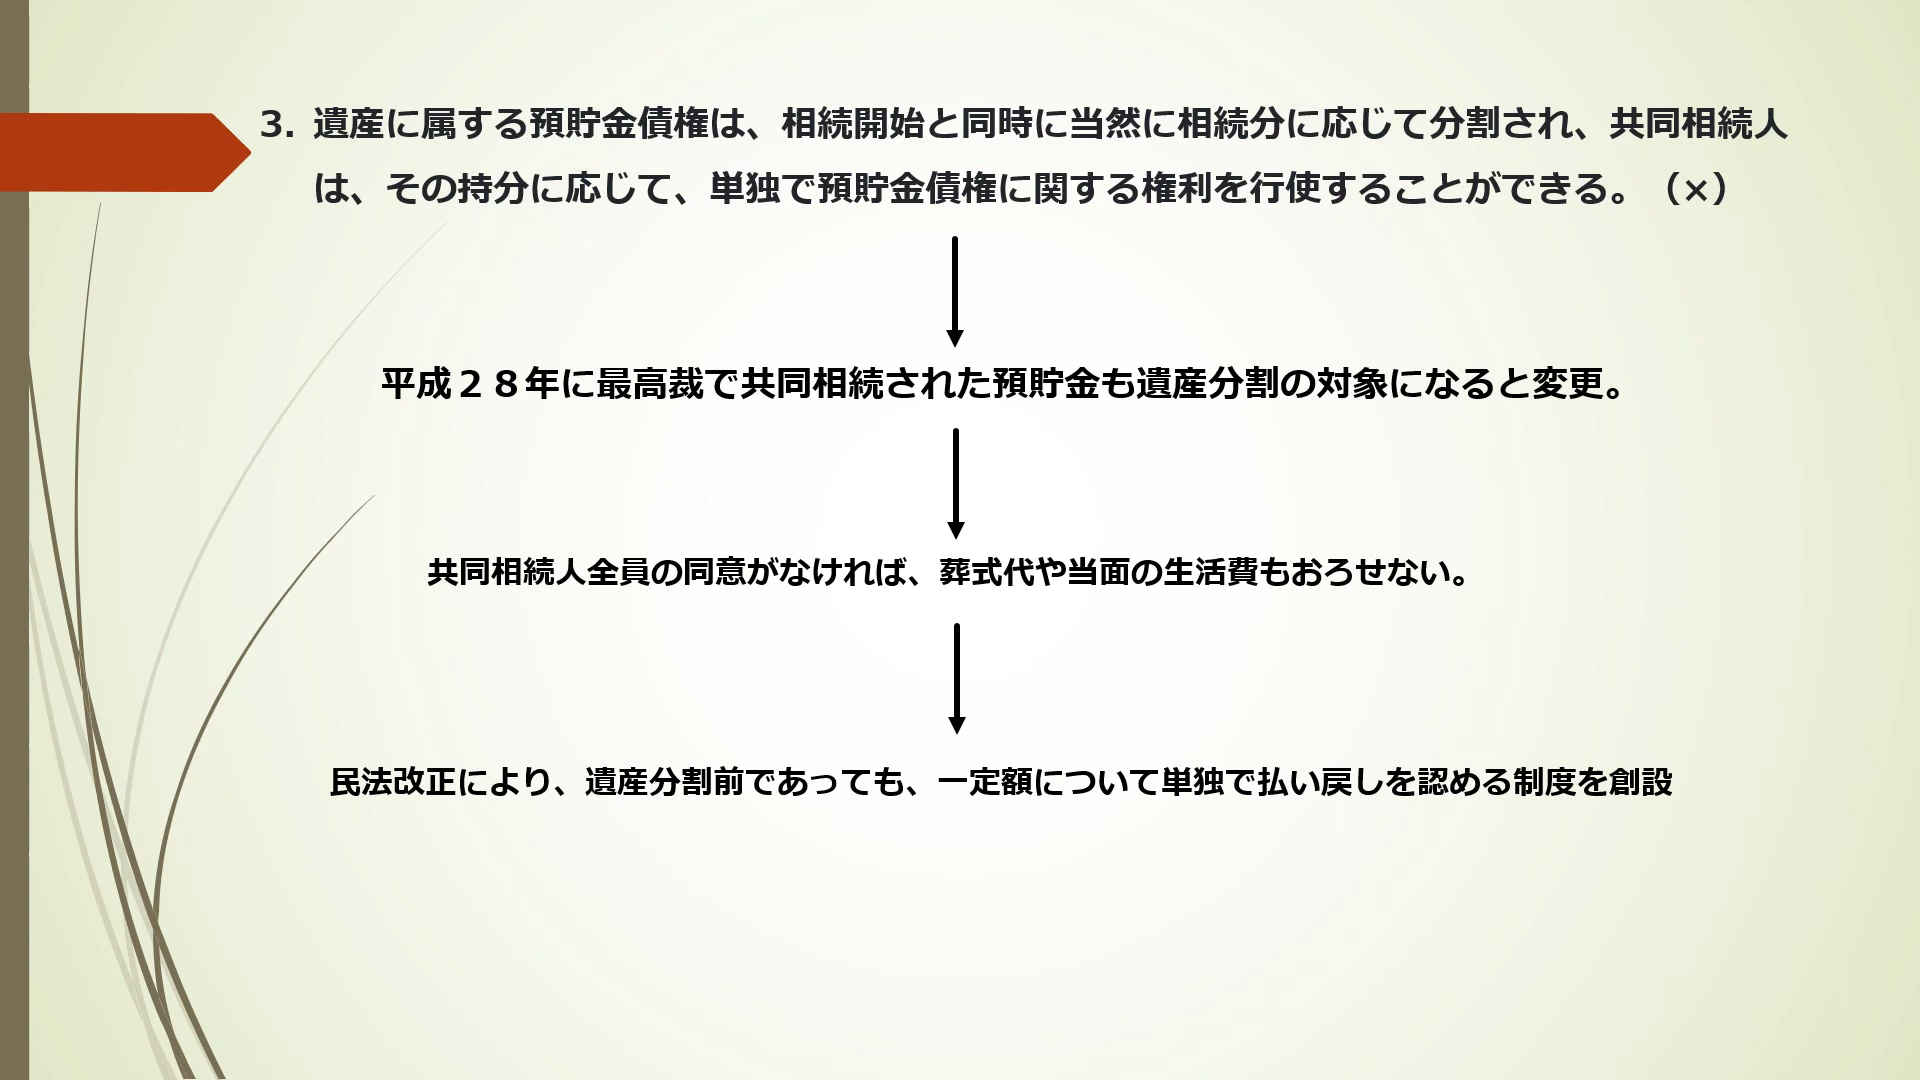 3. 遺産に属する預貯金債権は、相続開始と同時に当然に相続分に応じて分割され、共同相続人
は、その持分に応じて、単独で預貯金債権に関する権利を行使することができる。（×）
平成２８年に最高裁で共同相続された預貯金も遺産分割の対象になると変更。
共同相続人全員の同意がなければ、葬式代や当面の生活費もおろせない。
民法改正により、遺産分割前であっても、一定額について単独で払い戻しを認める制度を創設